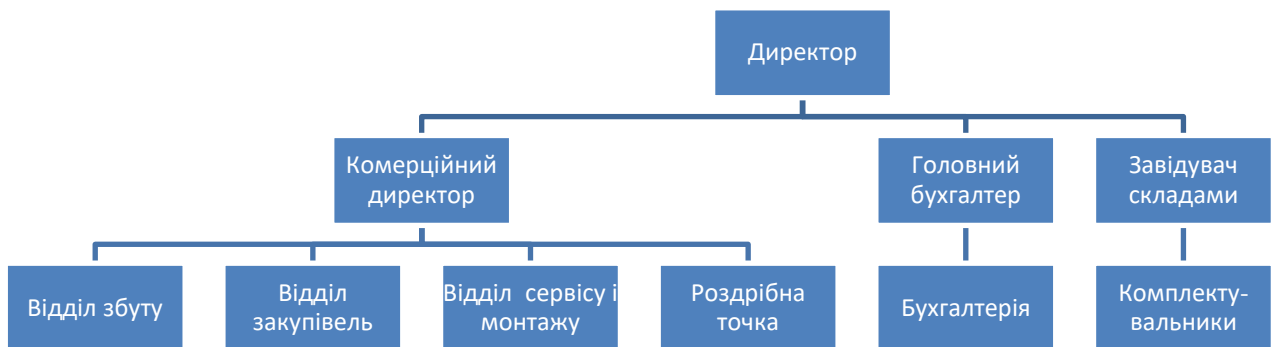 Директор
Комерційний
директор
Головний
бухгалтер
Завідувач
складами
Відділ збуту
Відділ
закупівель
Відділ  сервісу і
монтажу
Роздрібна
точка
Бухгалтерія
Комплекту-
вальники